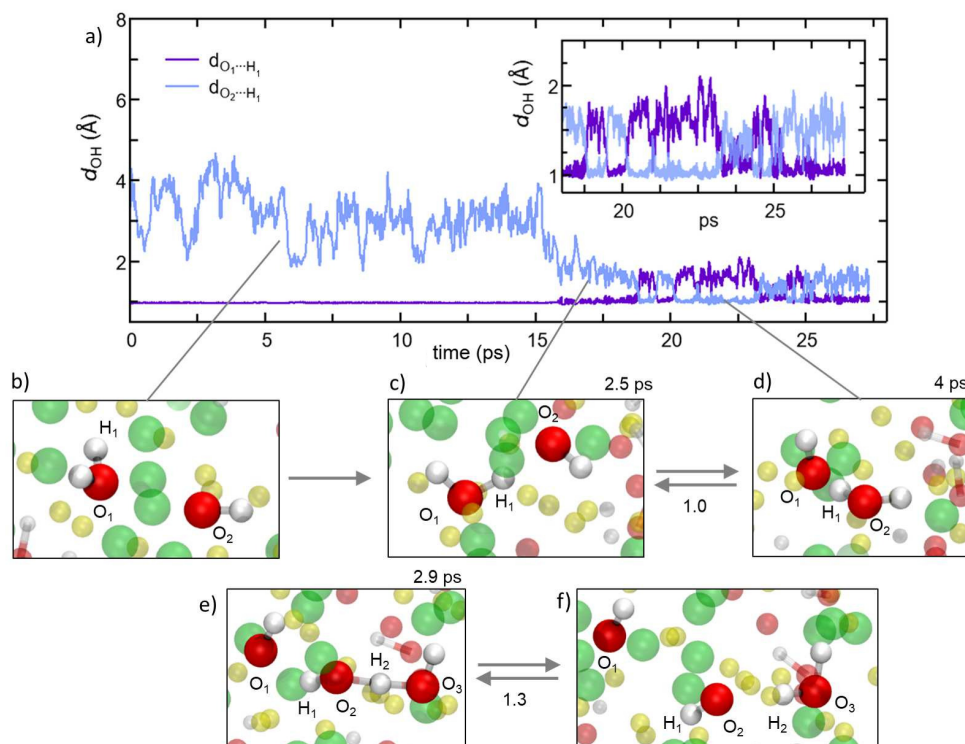 a)
8
6
4
2
d_OH (Å)
d_O1...H1
d_O2...H1
d_OH (Å)
2
1
20
25
ps
0
5
10
15
20
25
time (ps)
b)
c)
2.5 ps
d)
4 ps
H1
O1
O2
O2
O1
H1
1.0
O1
H1
O2
2.9 ps
e)
f)
O1
H1
H2
O2
O3
1.3
O1
H1
O2
H2
O3